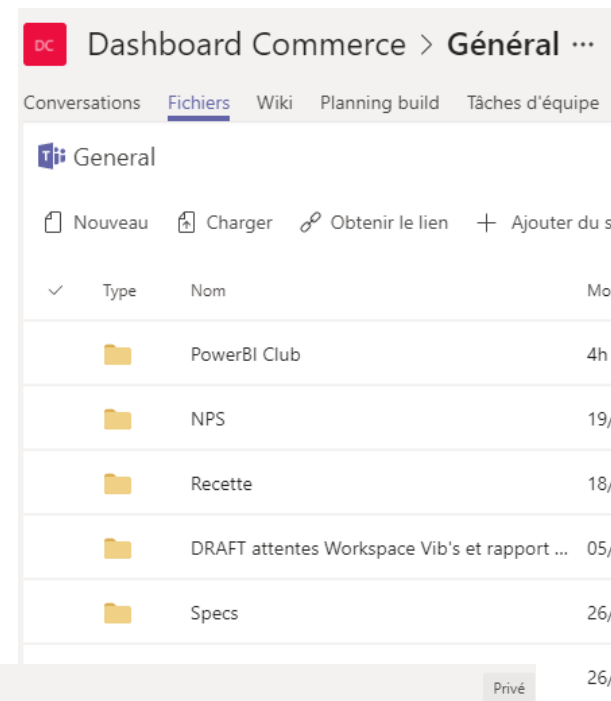 DC Dashboard Commerce > Général ...
Conversations Fichiers Wiki Planning build Tâches d'équipe
General
Nouveau Charger Obtenir le lien + Ajouter du s
Type Nom Mo
PowerBI Club 4h
NPS 19/
Recette 18/
DRAFT attentes Workspace Vib's et rapport ... 05/
Specs 26/
26/
Privé